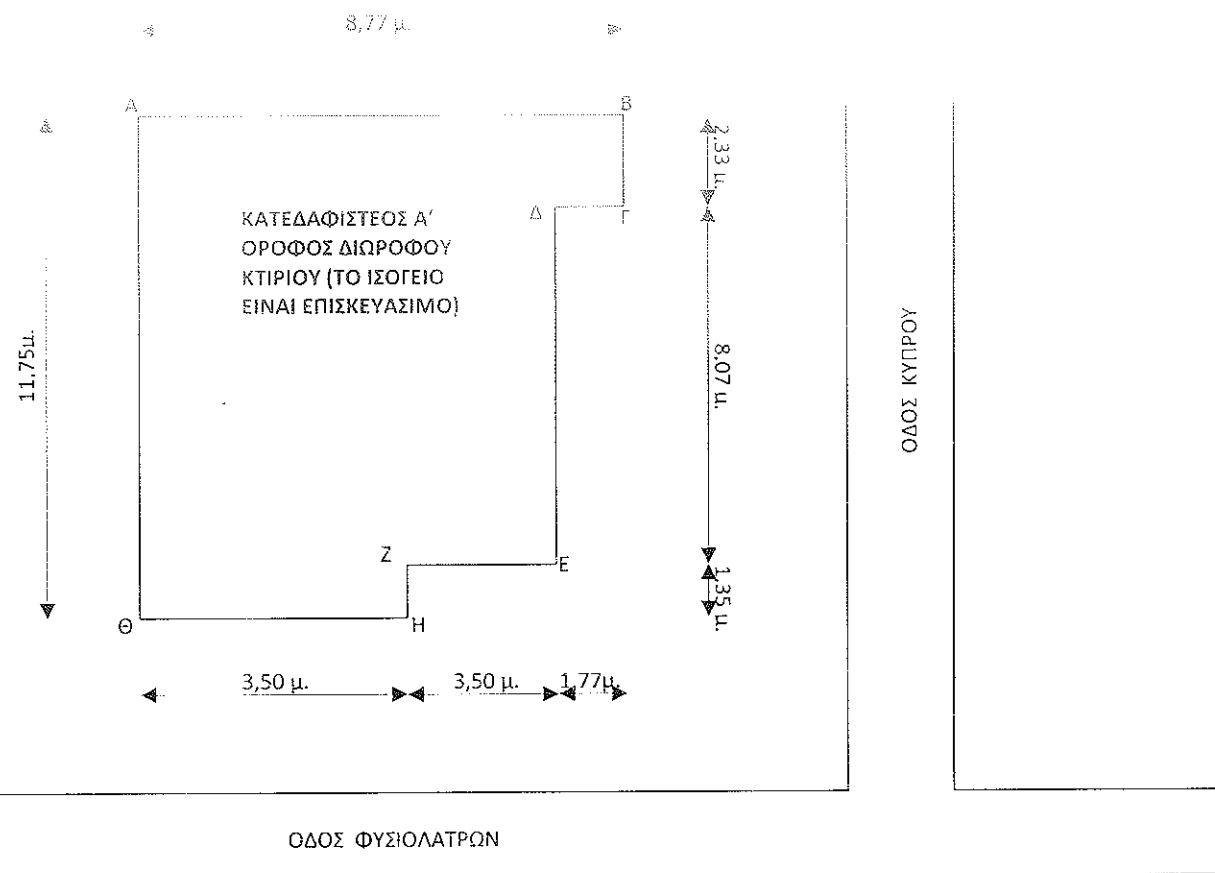 8,77 μ.
Α
Β
2,33 μ.
Δ
Γ
ΚΑΤΕΔΑΦΙΣΤΕΟΣ Α’
ΟΡΟΦΟΣ ΔΙΩΡΟΦΟΥ
ΚΤΙΡΙΟΥ (ΤΟ ΙΣΟΓΕΙΟ
ΕΙΝΑΙ ΕΠΙΣΚΕΥΑΣΙΜΟ)
11,75μ.
8,07 μ.
ΟΔΟΣ ΚΥΠΡΟΥ
Ζ
Ε
1,35 μ.
Θ
Η
3,50 μ.
3,50 μ.
1,77μ.
ΟΔΟΣ ΦΥΣΙΟΛΑΤΡΩΝ